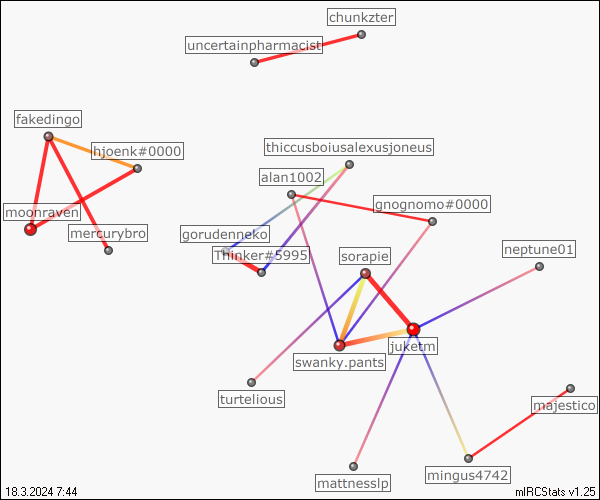 chunkzter
uncertainpharmacist
fakedingo
hjoenk#0000
thiccusboiusalexusjoneus
alan1002
gnognomo#0000
moonraven
mercurybro
gorudenneko
Thinker#5995
sorapie
neptune01
juketm
swanky.pants
turtelious
majestico
mattnesslp
mingus4742
18.3.2024 7:44
mIRCStats v1.25